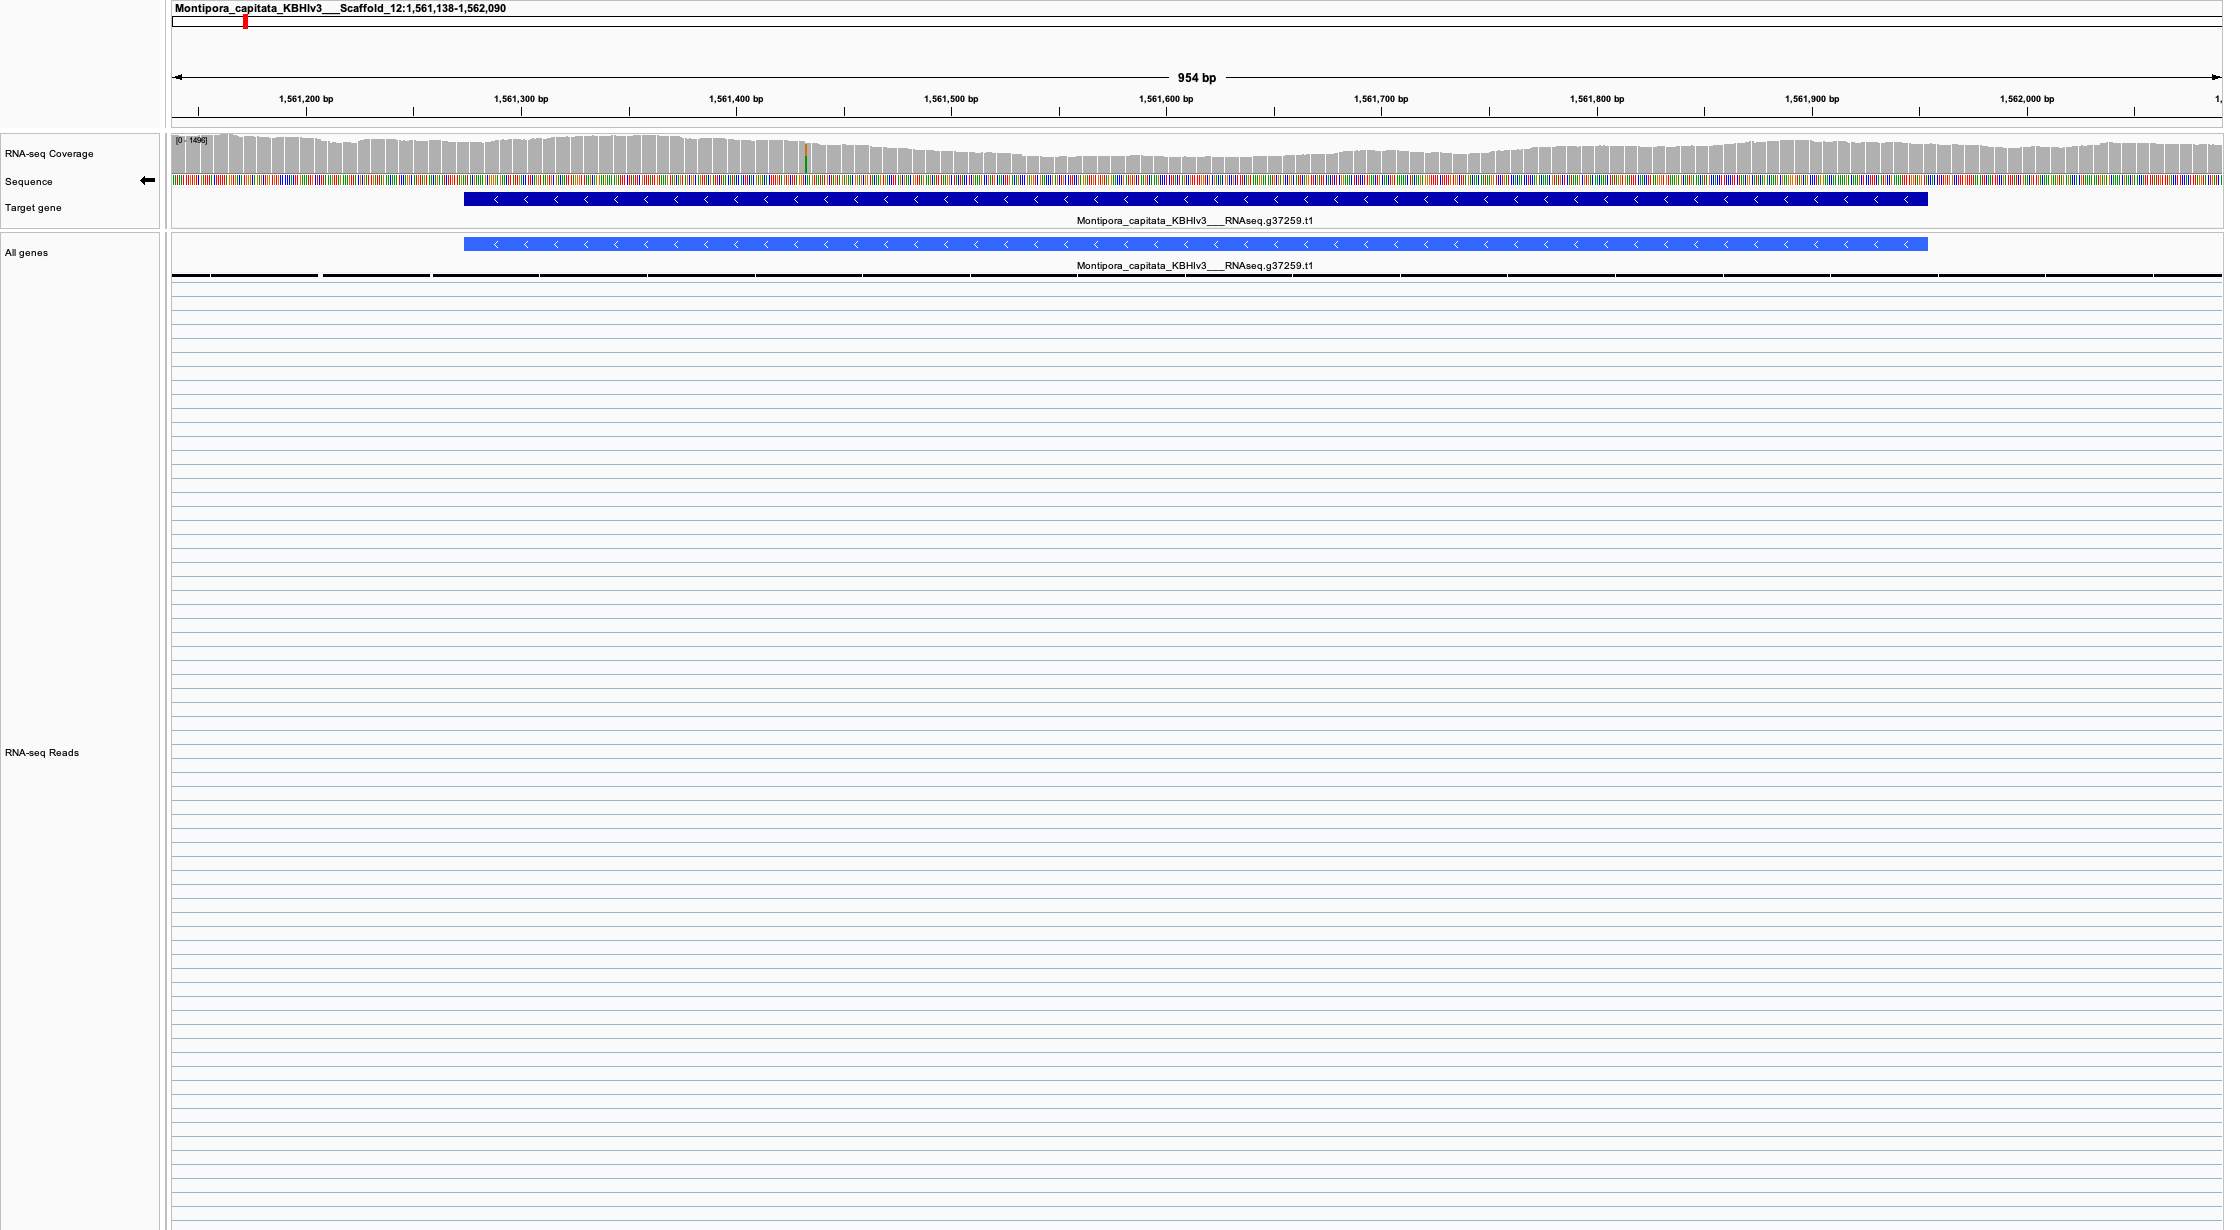 Montipora_capitata_KBHIv3___Scaffold_12:1,561,138-1,562,090
954 bp
1,561,200 bp 1,561,300 bp 1,561,400 bp 1,561,500 bp 1,561,600 bp 1,561,700 bp 1,561,800 bp 1,561,900 bp 1,562,000 bp 1,
[0 - 1496]
RNA-seq Coverage
Sequence
Target gene
Montipora_capitata_KBHIv3___RNAseq.g37259.t1
All genes
Montipora_capitata_KBHIv3___RNAseq.g37259.t1
RNA-seq Reads